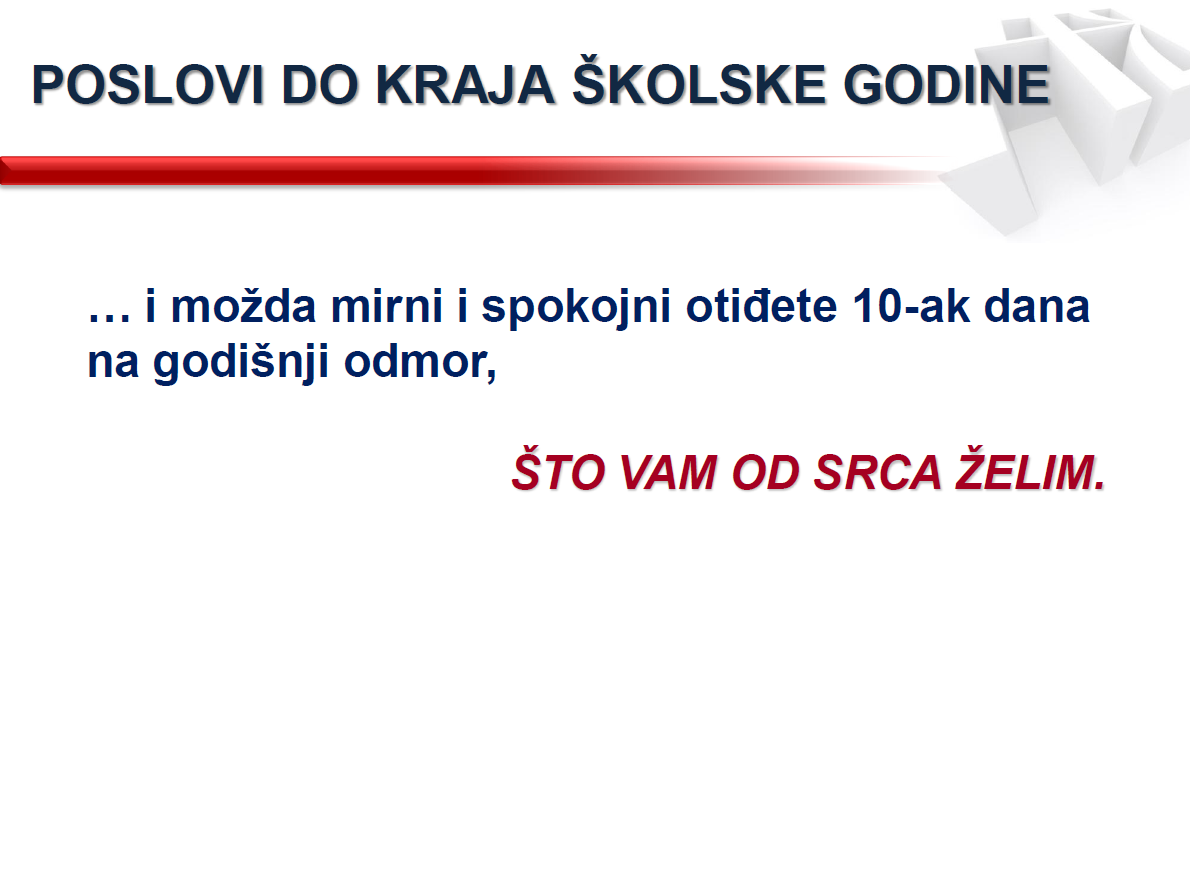 POSLOVI DO KRAJA ŠKOLSKE GODINE
… i možda mirni i spokojni otiđete 10-ak dana
na godišnji odmor,
ŠTO VAM OD SRCA ŽELIM.